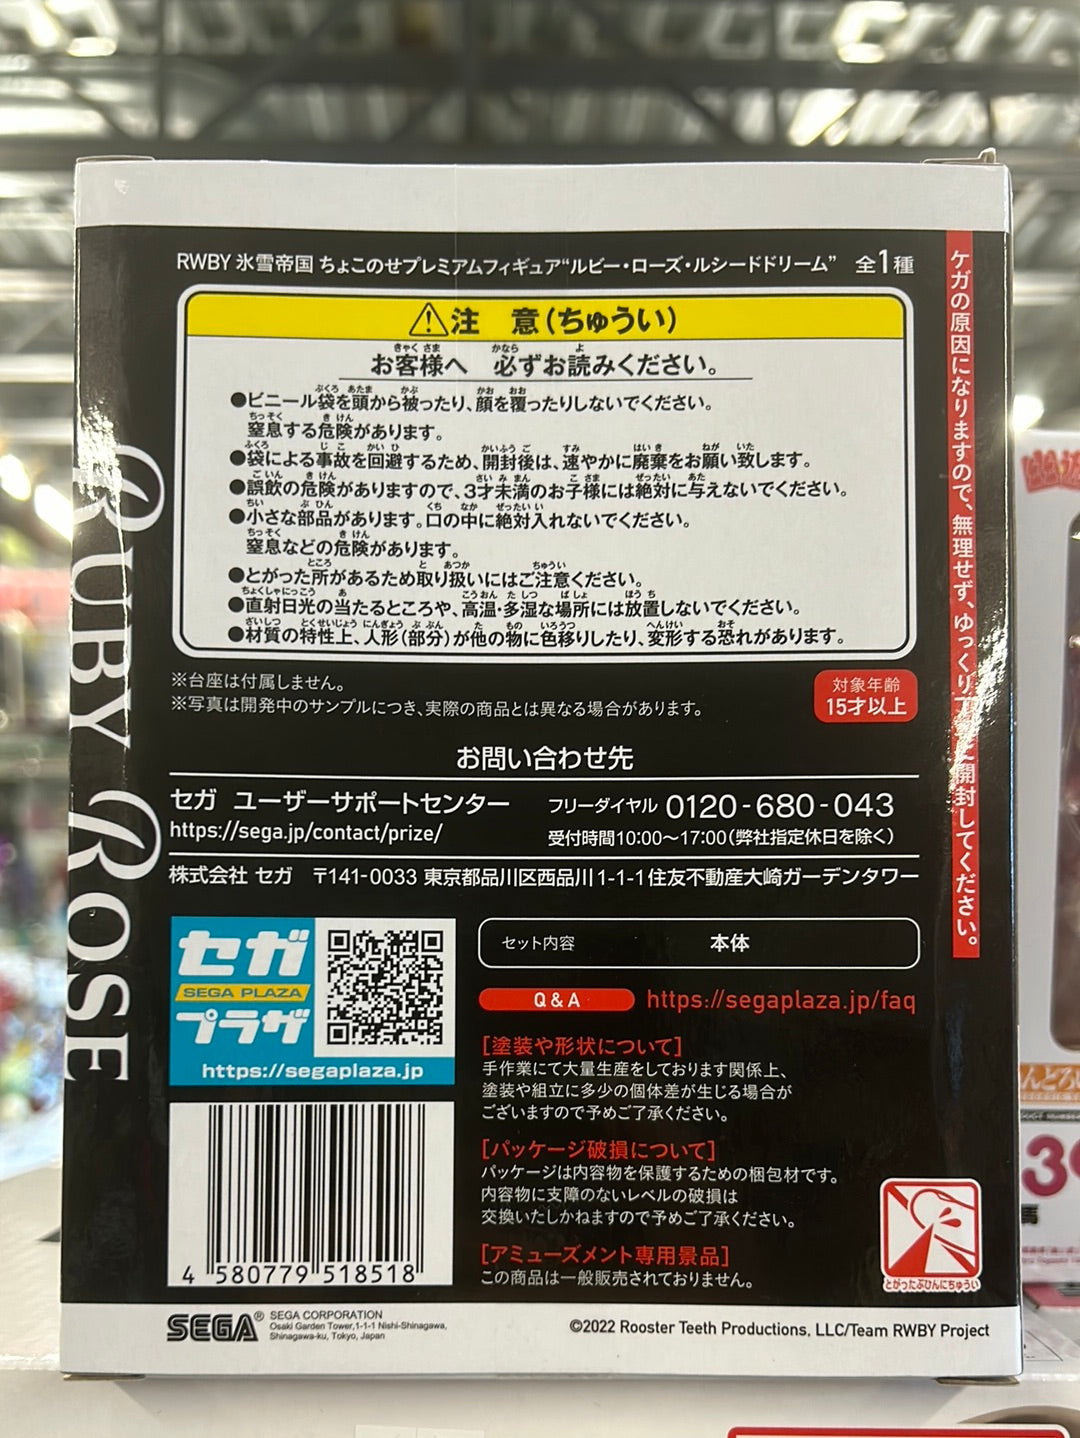 RWBY 氷雪帝国 ちょこのせプレミアムフィギュア“ルビー・ローズ・ルシードドリーム” 全1種
注 意(ちゅうい)
お客様へ 必ずお読みください。
●ビニール袋を頭から被ったり、顔を覆ったりしないでください。
窒息する危険があります。
●袋による事故を回避するため、開封後は、速やかに廃棄をお願い致します。
●誤飲の危険がありますので、3才未満のお子様には絶対に与えないでください。
●小さな部品があります。口の中に絶対入れないでください。
窒息などの危険があります。
●とがった所があるため取り扱いにはご注意ください。
●直射日光の当たるところや、高温・多湿な場所には放置しないでください。
●材質の特性上、人形(部分)が他の物に色移りしたり、変形する恐れがあります。
※台座は付属しません。
※写真は開発中のサンプルにつき、実際の商品とは異なる場合があります。
対象年齢
15才以上
ケガの原因になりますので、無理せず、ゆっくり 開封してください。
RUBY ROSE
お問い合わせ先
セガ ユーザーサポートセンター フリーダイヤル 0120-680-043
https://sega.jp/contact/prize/ 受付時間10:00〜17:00(弊社指定休日を除く)
株式会社 セガ 〒141-0033 東京都品川区西品川1-1-1住友不動産大崎ガーデンタワー
セガ
SEGA PLAZA
プラザ
https://segaplaza.jp
セット内容 本体
Q&A https://segaplaza.jp/faq
[塗装や形状について]
手作業にて大量生産をしております関係上、
塗装や組立に多少の個体差が生じる場合が
ございますので予めご了承ください。
[パッケージ破損について]
パッケージは内容物を保護するための梱包材です。
内容物に支障のないレベルの破損は
交換いたしかねますので予めご了承ください。
[アミューズメント専用景品]
この商品は一般販売されておりません。
とがったぶひんにちゅうい
4 580779 518518
SEGA® SEGA CORPORATION
Osaki Garden Tower,1-1-1 Nishi-Shinagawa,
Shinagawa-ku, Tokyo, Japan
©2022 Rooster Teeth Productions, LLC/Team RWBY Project